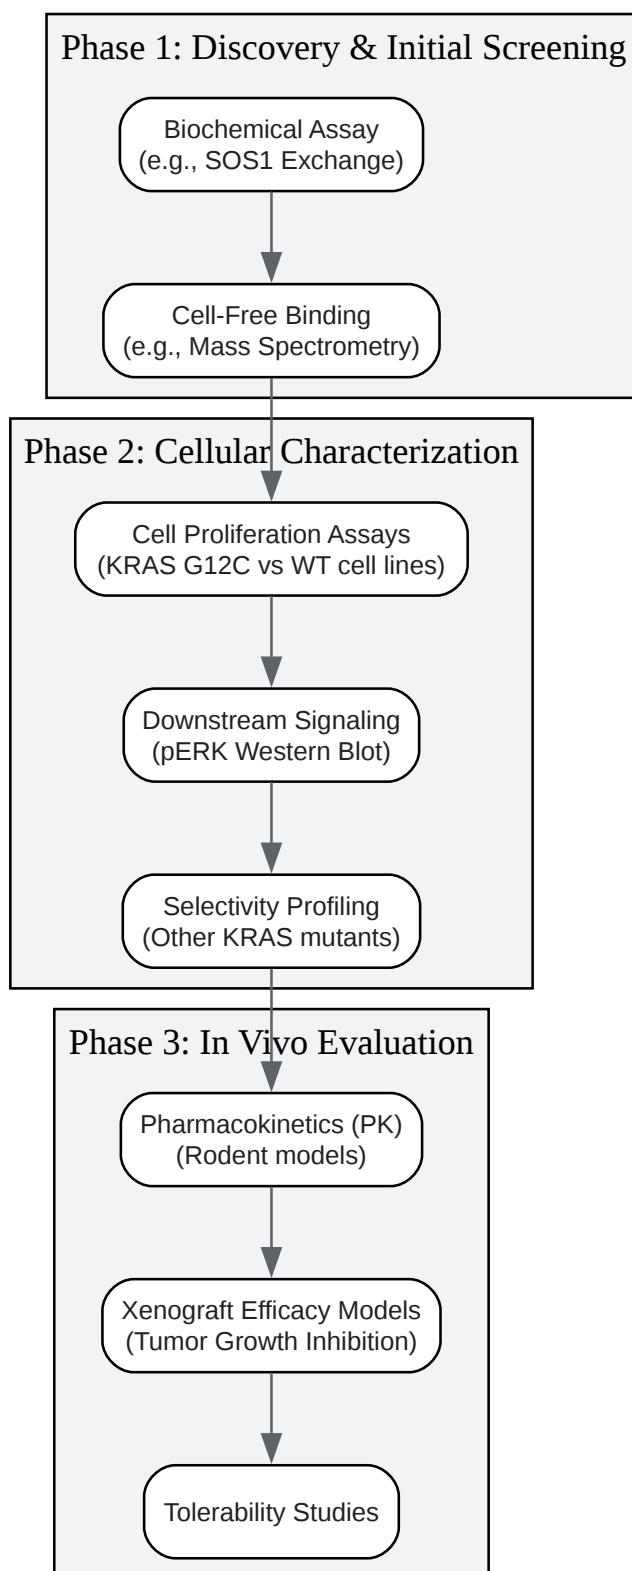 Phase 1: Discovery & Initial Screening
Biochemical Assay
(e.g., SOS1 Exchange)
Cell-Free Binding
(e.g., Mass Spectrometry)
Phase 2: Cellular Characterization
Cell Proliferation Assays
(KRAS G12C vs WT cell lines)
Downstream Signaling
(pERK Western Blot)
Selectivity Profiling
(Other KRAS mutants)
Phase 3: In Vivo Evaluation
Pharmacokinetics (PK)
(Rodent models)
Xenograft Efficacy Models
(Tumor Growth Inhibition)
Tolerability Studies